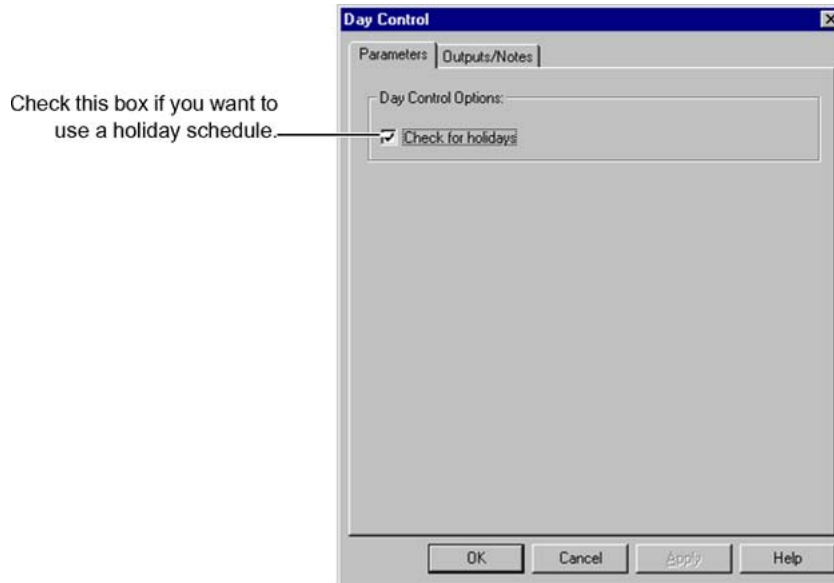 Day Control
Parameters
Outputs/Notes
Check this box if you want to
use a holiday schedule.
Day Control Options:
Check for holidays
OK
Cancel
Apply
Help